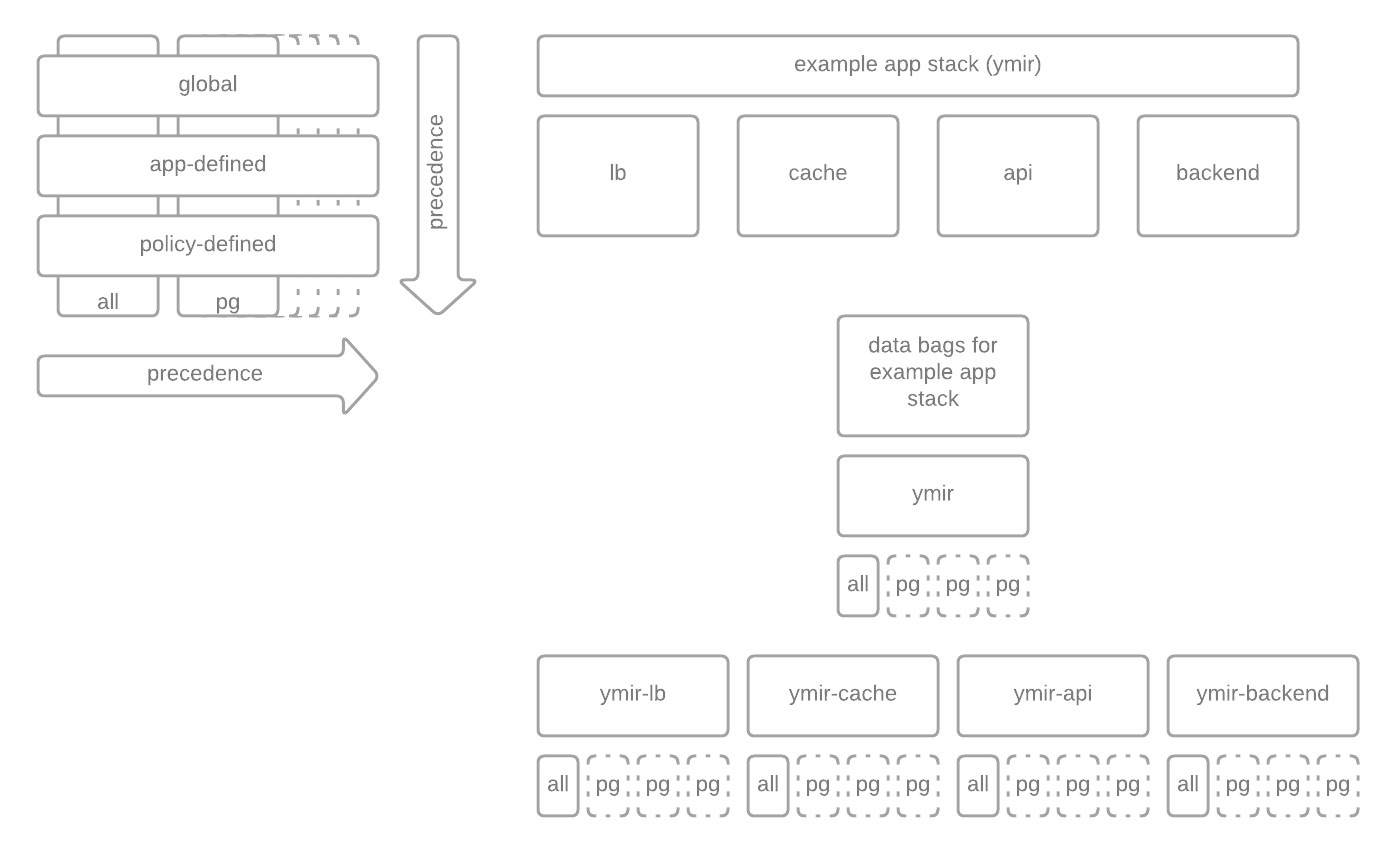 global
app-defined
policy-defined
all pg
precedence
precedence
example app stack (ymir)
lb cache api backend
data bags for
example app
stack
ymir
all pg pg pg
ymir-lb ymir-cache ymir-api ymir-backend
all pg pg pg all pg pg pg all pg pg pg all pg pg pg